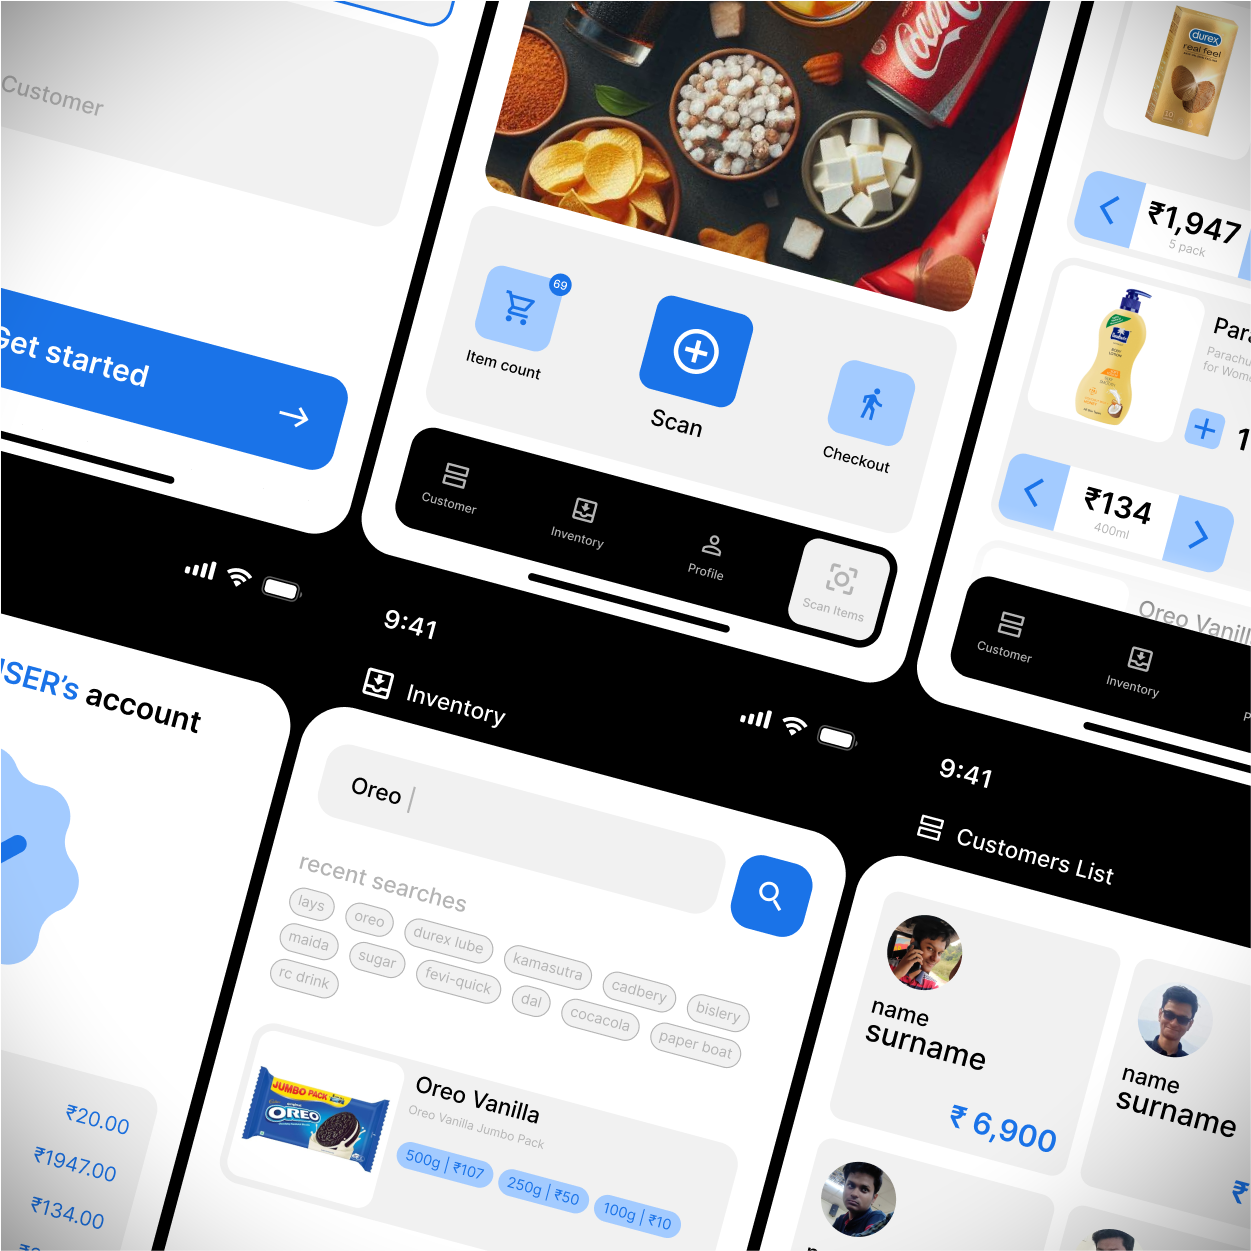 Customer
Get started
Coca
69
Item count
Scan
Checkout
Customer
Inventory
Profile
Scan Items
durex
real feel
10
₹1,947
5 pack
Para
Parachu
for Wom
1
₹134
400ml
Oreo Vanill
Customer
Inventory
P
USER's account
₹20.00
₹1947.00
₹134.00
9:41
Inventory
Oreo
recent searches
lays
oreo
durex lube
kamasutra
cadbery
bislery
maida
sugar
fevi-quick
dal
cocacola
paper boat
rc drink
JUMBO PACK
OREO
Oreo Vanilla
Oreo Vanilla Jumbo Pack
500g | ₹107
250g | ₹50
100g | ₹10
9:41
Customers List
name
surname
₹ 6,900
name
surname
₹